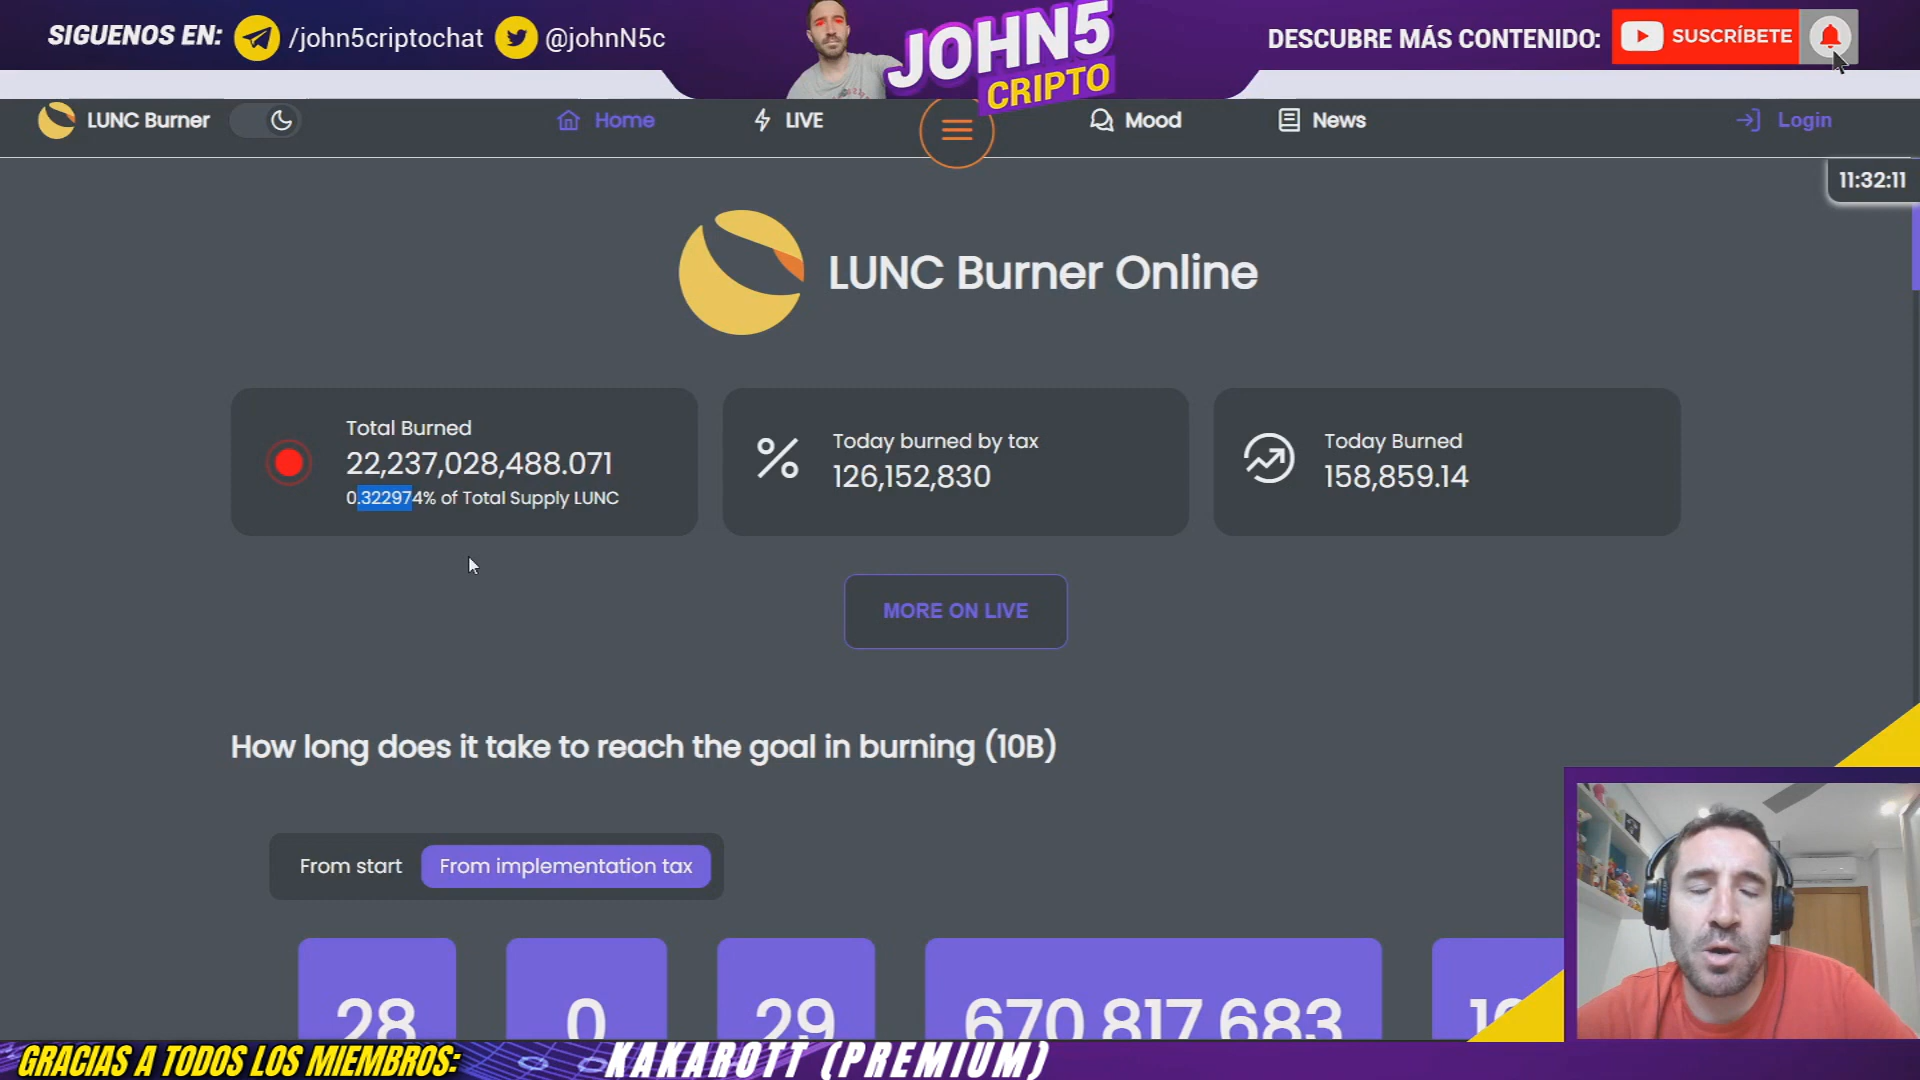 SIGUENOS EN: /john5criptochat @johnN5c
JOHN5
CRIPTO
DESCUBRE MÁS CONTENIDO: SUSCRÍBETE
LUNC Burner Home LIVE Mood News Login
11:32:11
LUNC Burner Online
Total Burned
22,237,028,488.071
0.322974% of Total Supply LUNC
Today burned by tax
126,152,830
Today Burned
158,859.14
MORE ON LIVE
How long does it take to reach the goal in burning (10B)
From start From implementation tax
28 0 29 670 817 683
GRACIAS A TODOS LOS MIEMBROS: KAKAROTT (PREMIUM)